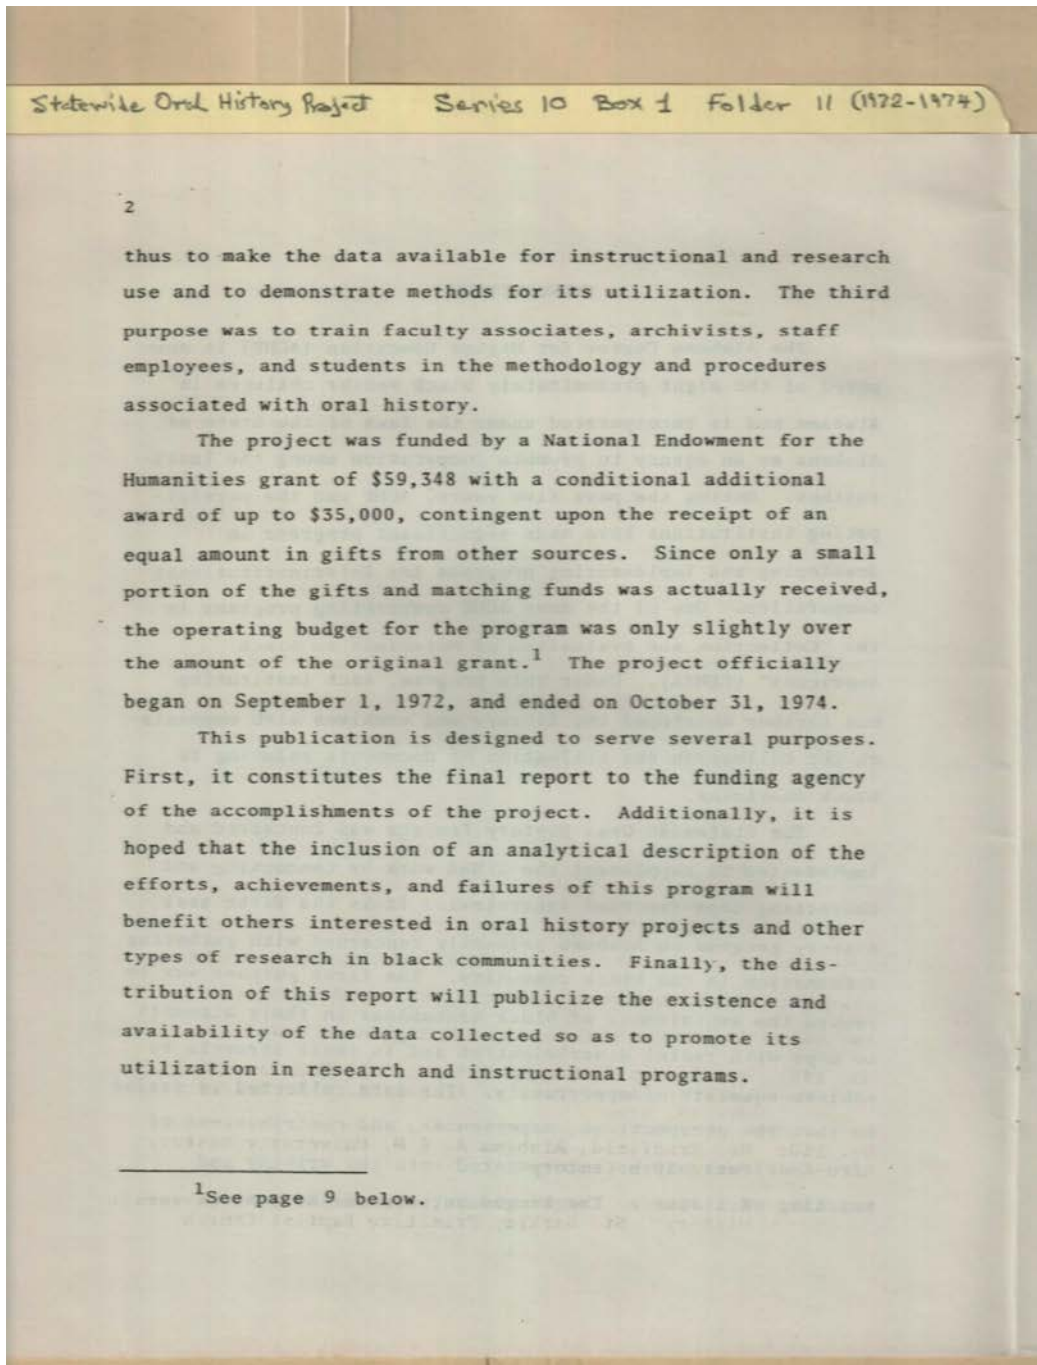 Statewide Oral History Project Series 10 Box 1 Folder 11 (1972-1974)
2
thus to make the data available for instructional and research
use and to demonstrate methods for its utilization. The third
purpose was to train faculty associates, archivists, staff
employees, and students in the methodology and procedures
associated with oral history.
The project was funded by a National Endowment for the
Humanities grant of $59,348 with a conditional additional
award of up to $35,000, contingent upon the receipt of an
equal amount in gifts from other sources. Since only a small
portion of the gifts and matching funds was actually received,
the operating budget for the program was only slightly over
the amount of the original grant.1 The project officially
began on September 1, 1972, and ended on October 31, 1974.
This publication is designed to serve several purposes.
First, it constitutes the final report to the funding agency
of the accomplishments of the project. Additionally, it is
hoped that the inclusion of an analytical description of the
efforts, achievements, and failures of this program will
benefit others interested in oral history projects and other
types of research in black communities. Finally, the dis-
tribution of this report will publicize the existence and
availability of the data collected so as to promote its
utilization in research and instructional programs.
1See page 9 below.